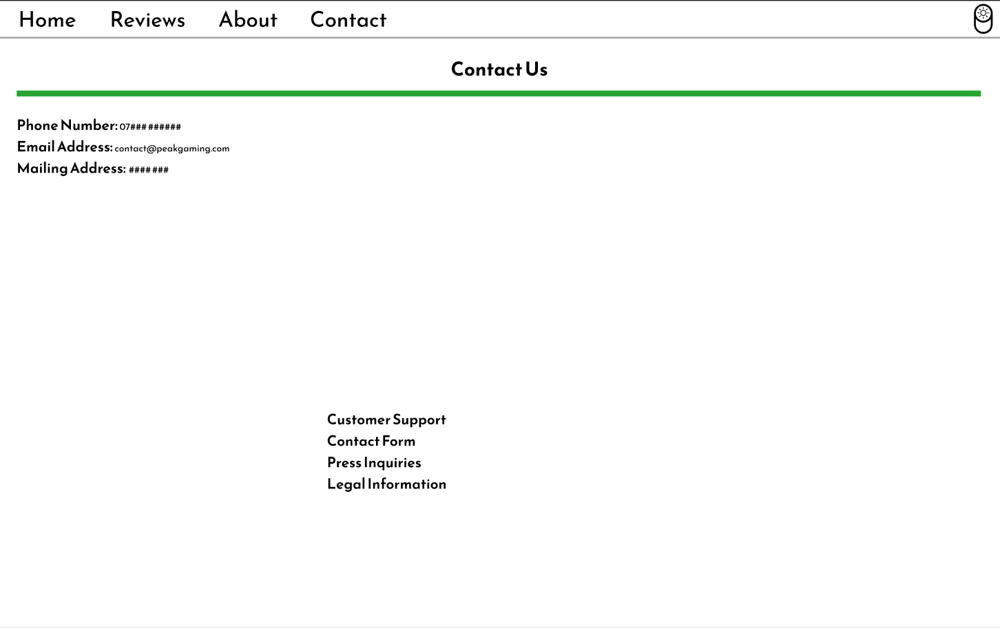 Home Reviews About Contact
Contact Us
Phone Number: 07### ######
Email Address: contact@peakgaming.com
Mailing Address: #### ###
Customer Support
Contact Form
Press Inquiries
Legal Information